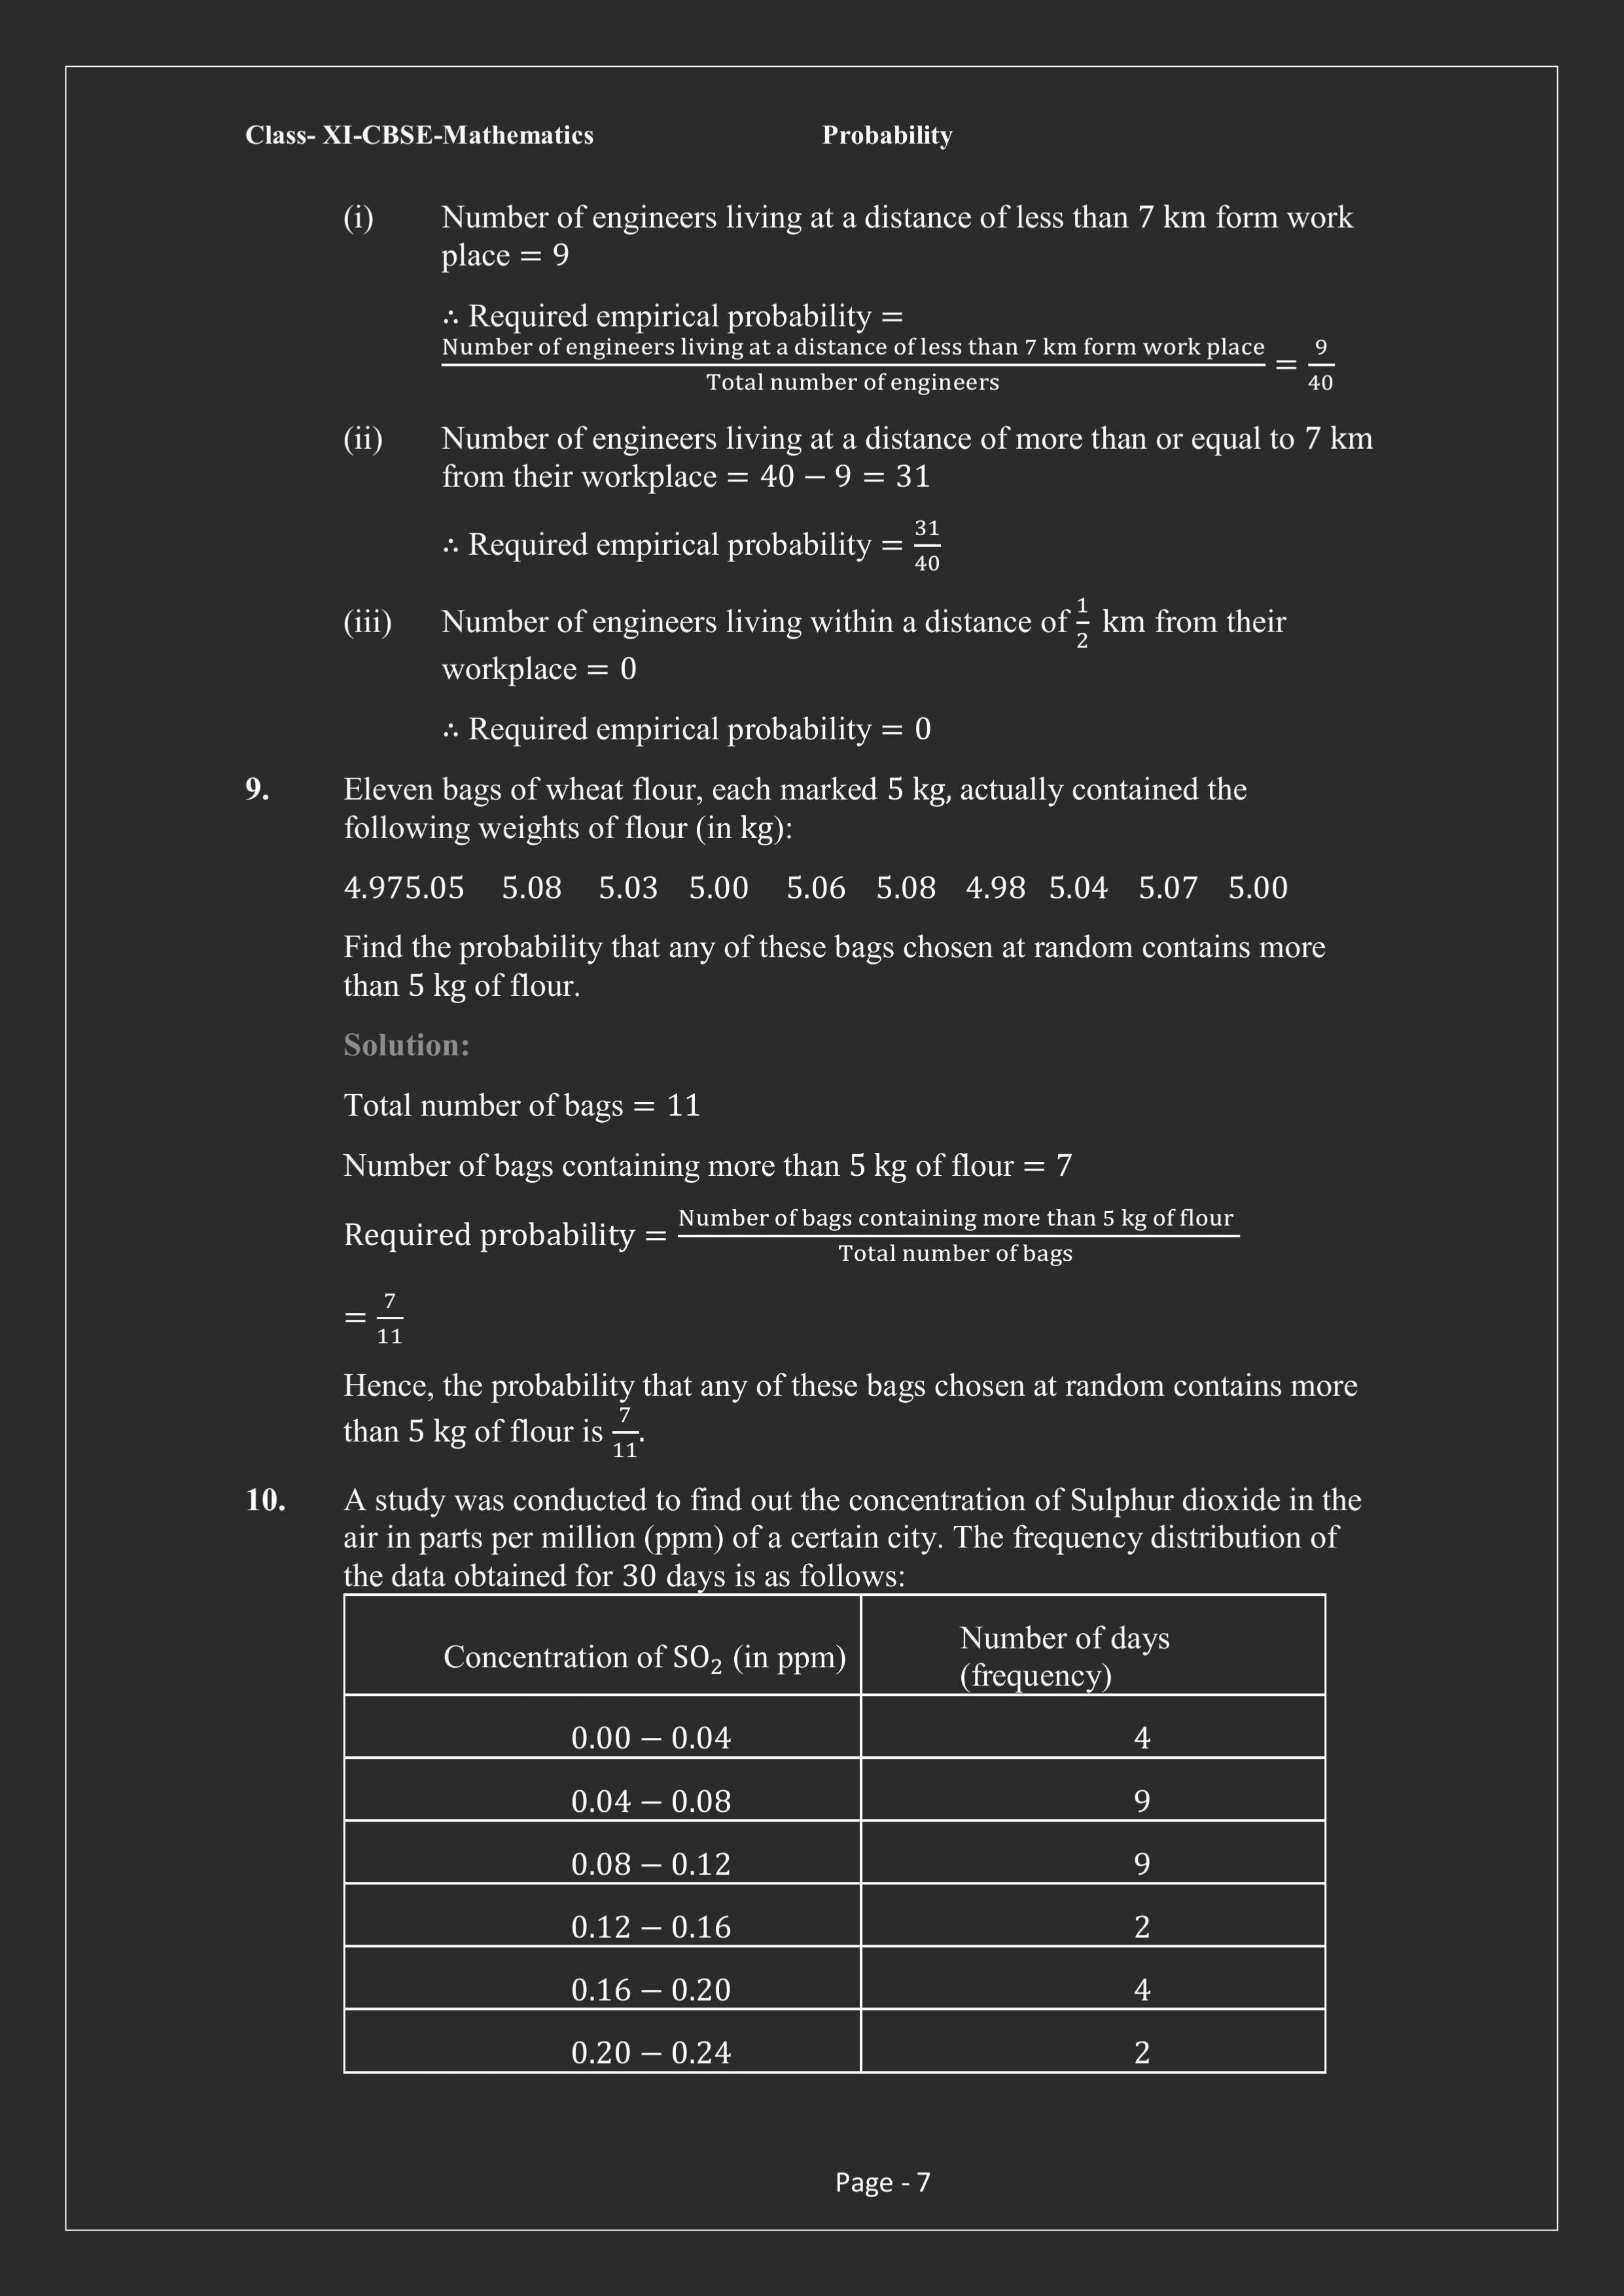 Class- XI-CBSE-Mathematics Probability
(i) Number of engineers living at a distance of less than 7 km form work
place = 9
∴ Required empirical probability =
Number of engineers living at a distance of less than 7 km form work place / Total number of engineers = 9/40
(ii) Number of engineers living at a distance of more than or equal to 7 km
from their workplace = 40 − 9 = 31
∴ Required empirical probability = 31/40
(iii) Number of engineers living within a distance of 1/2 km from their
workplace = 0
∴ Required empirical probability = 0
9. Eleven bags of wheat flour, each marked 5 kg, actually contained the
following weights of flour (in kg):
4.975.05 5.08 5.03 5.00 5.06 5.08 4.98 5.04 5.07 5.00
Find the probability that any of these bags chosen at random contains more
than 5 kg of flour.
Solution:
Total number of bags = 11
Number of bags containing more than 5 kg of flour = 7
Required probability = Number of bags containing more than 5 kg of flour / Total number of bags
= 7/11
Hence, the probability that any of these bags chosen at random contains more
than 5 kg of flour is 7/11.
10. A study was conducted to find out the concentration of Sulphur dioxide in the
air in parts per million (ppm) of a certain city. The frequency distribution of
the data obtained for 30 days is as follows:
Concentration of SO₂ (in ppm) Number of days
(frequency)
0.00 − 0.04 4
0.04 − 0.08 9
0.08 − 0.12 9
0.12 − 0.16 2
0.16 − 0.20 4
0.20 − 0.24 2
Page - 7